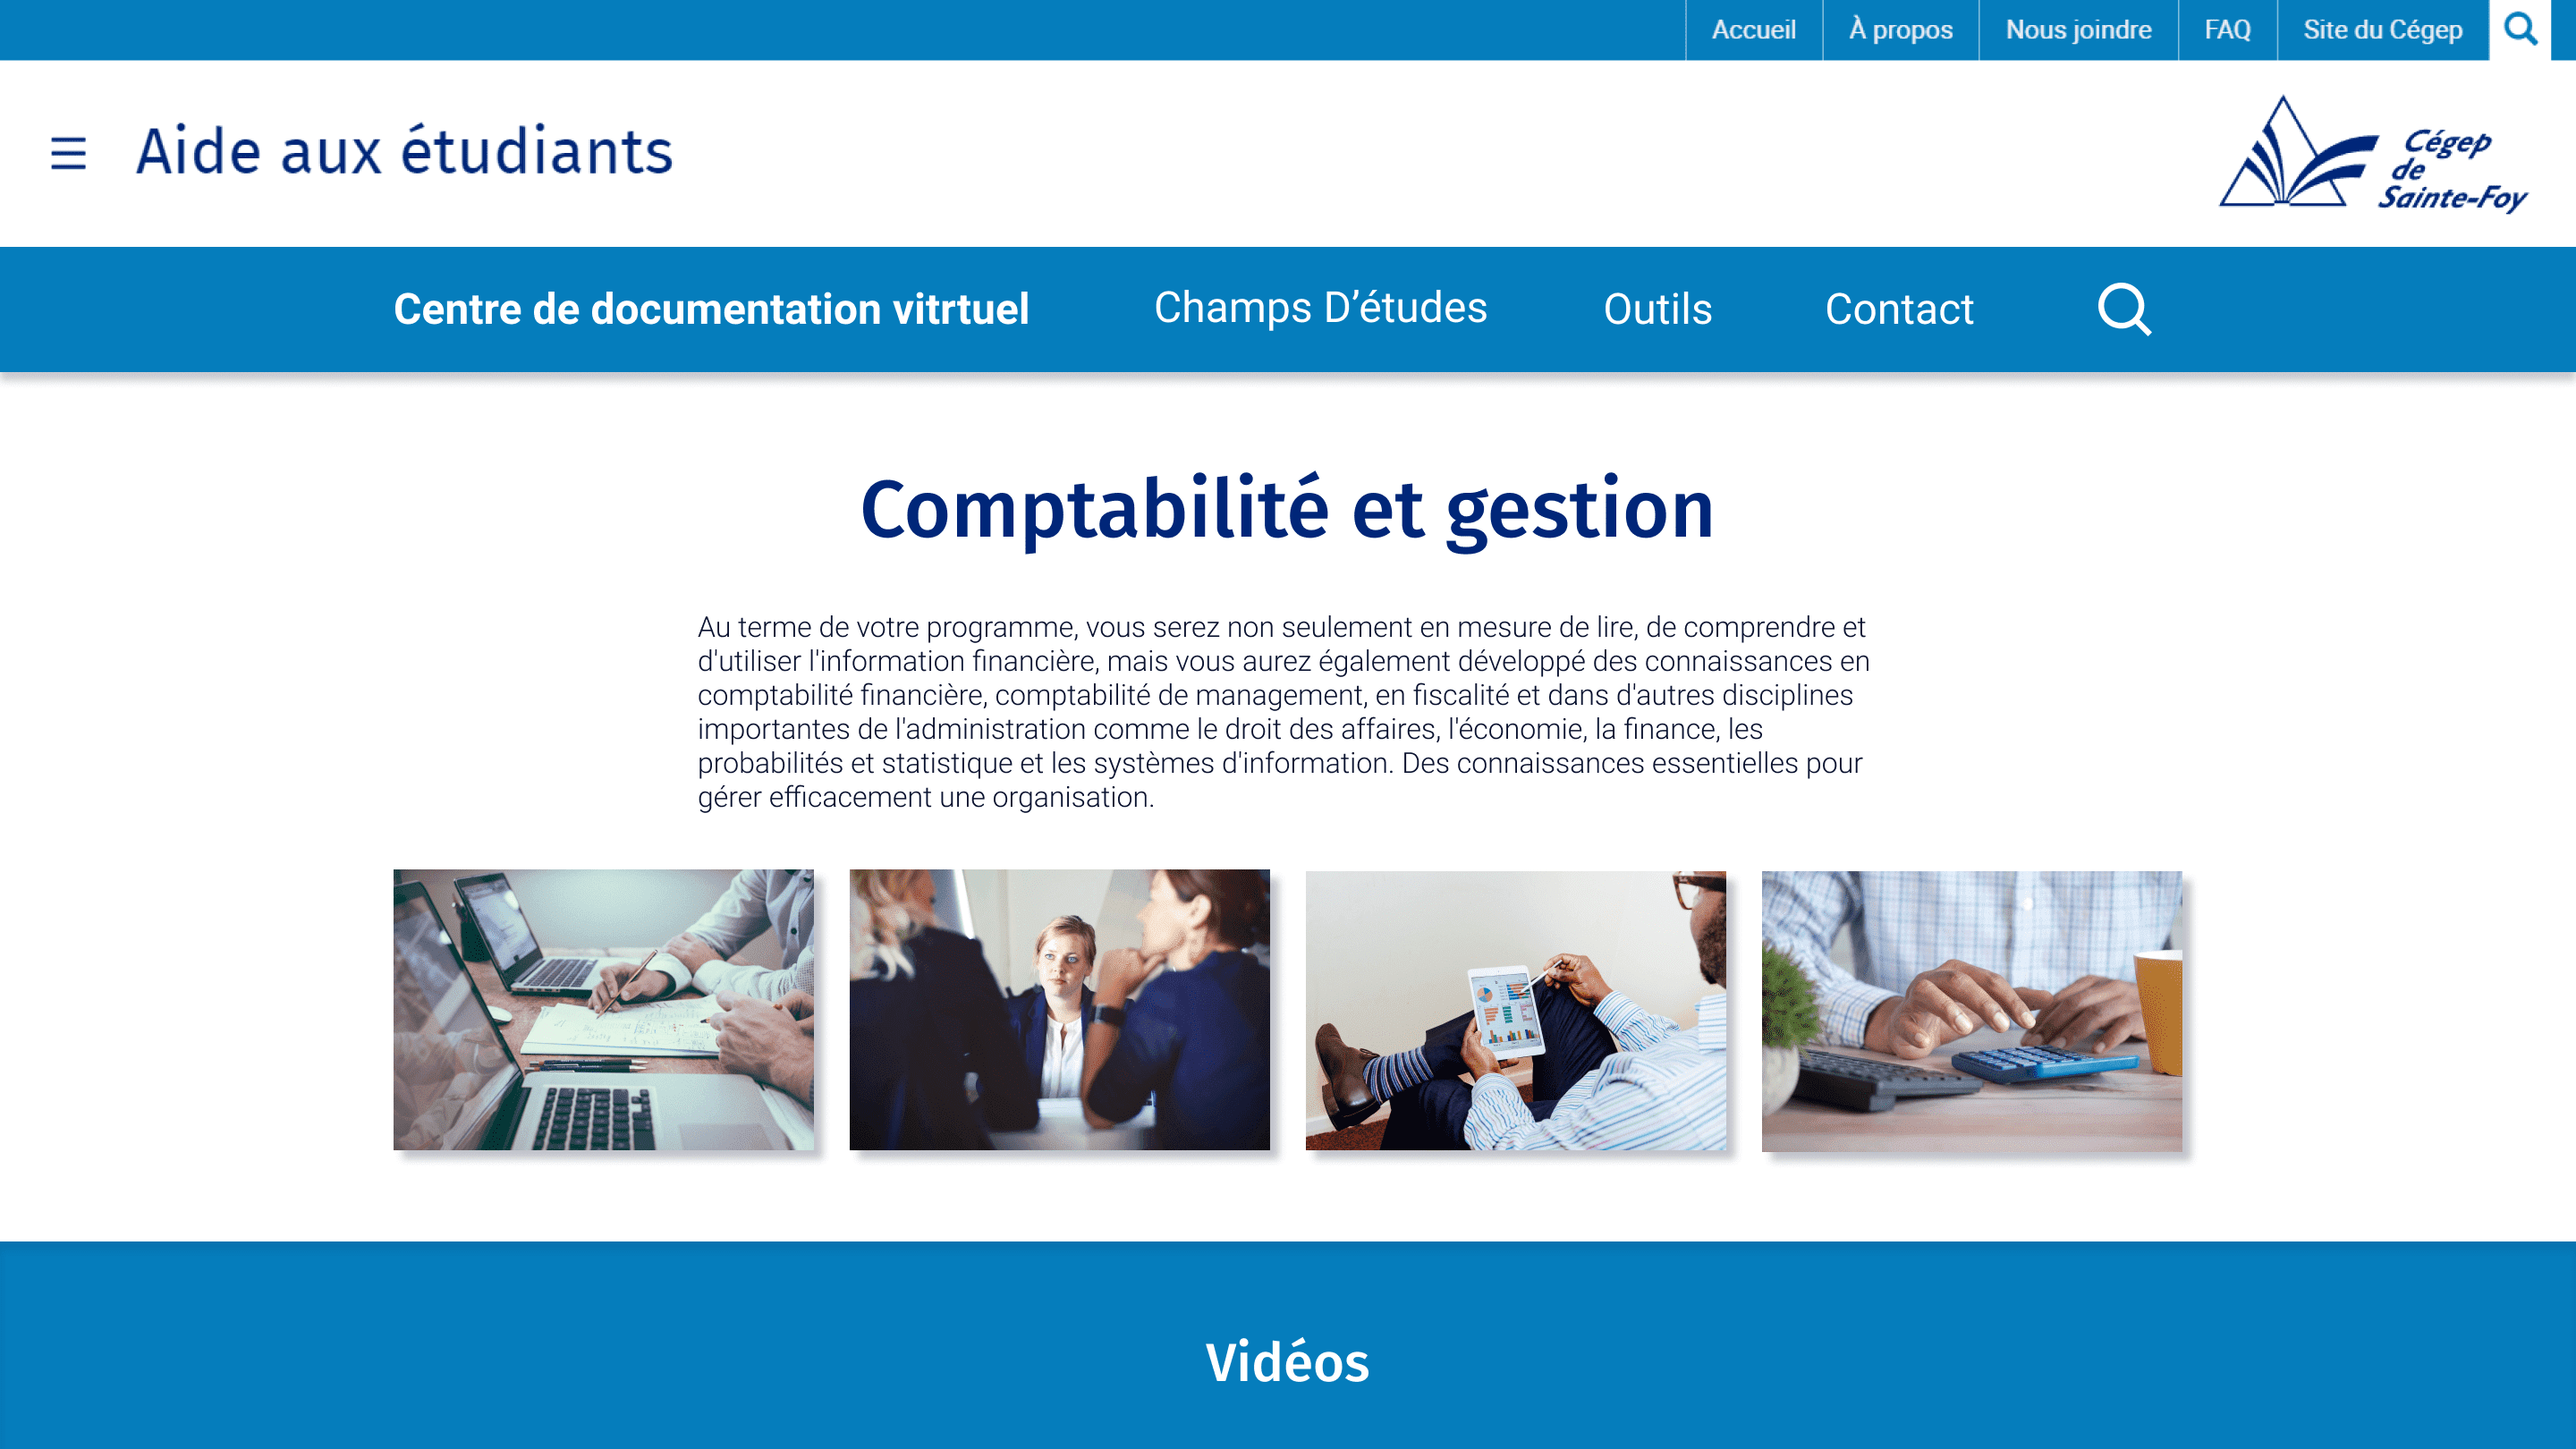 Accueil
À propos
Nous joindre
FAQ
Site du Cégep
Aide aux étudiants
Cégep
de
Sainte-Foy
Centre de documentation vitrtuel
Champs D’études
Outils
Contact
Comptabilité et gestion
Au terme de votre programme, vous serez non seulement en mesure de lire, de comprendre et
d'utiliser l'information financière, mais vous aurez également développé des connaissances en
comptabilité financière, comptabilité de management, en fiscalité et dans d'autres disciplines
importantes de l'administration comme le droit des affaires, l'économie, la finance, les
probabilités et statistique et les systèmes d'information. Des connaissances essentielles pour
gérer efficacement une organisation.
Vidéos